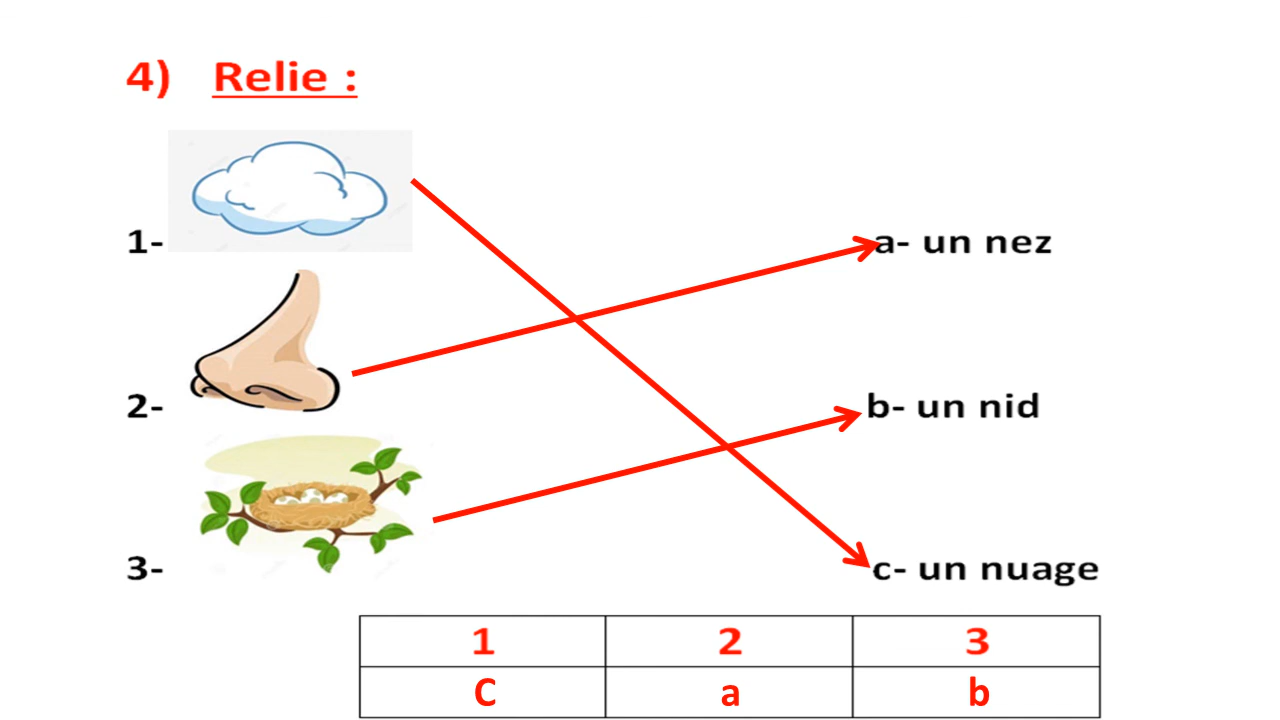 4) Relie :
1-
a- un nez
2-
b- un nid
3-
c- un nuage
1 2 3
C a b